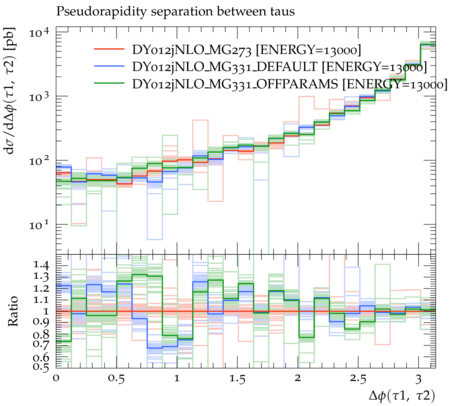 Pseudorapidity separation between taus
dσ/dΔϕ(τ1, τ2) [pb]
10^4
10^3
10^2
10^1
DY012jNLO_MG273 [ENERGY=13000]
DY012jNLO_MG331_DEFAULT [ENERGY=13000]
DY012jNLO_MG331_OFFPARAMS [ENERGY=13000]
Ratio
1.4
1.3
1.2
1.1
1
0.9
0.8
0.7
0.6
0.5
0 0.5 1 1.5 2 2.5 3
Δϕ(τ1, τ2)